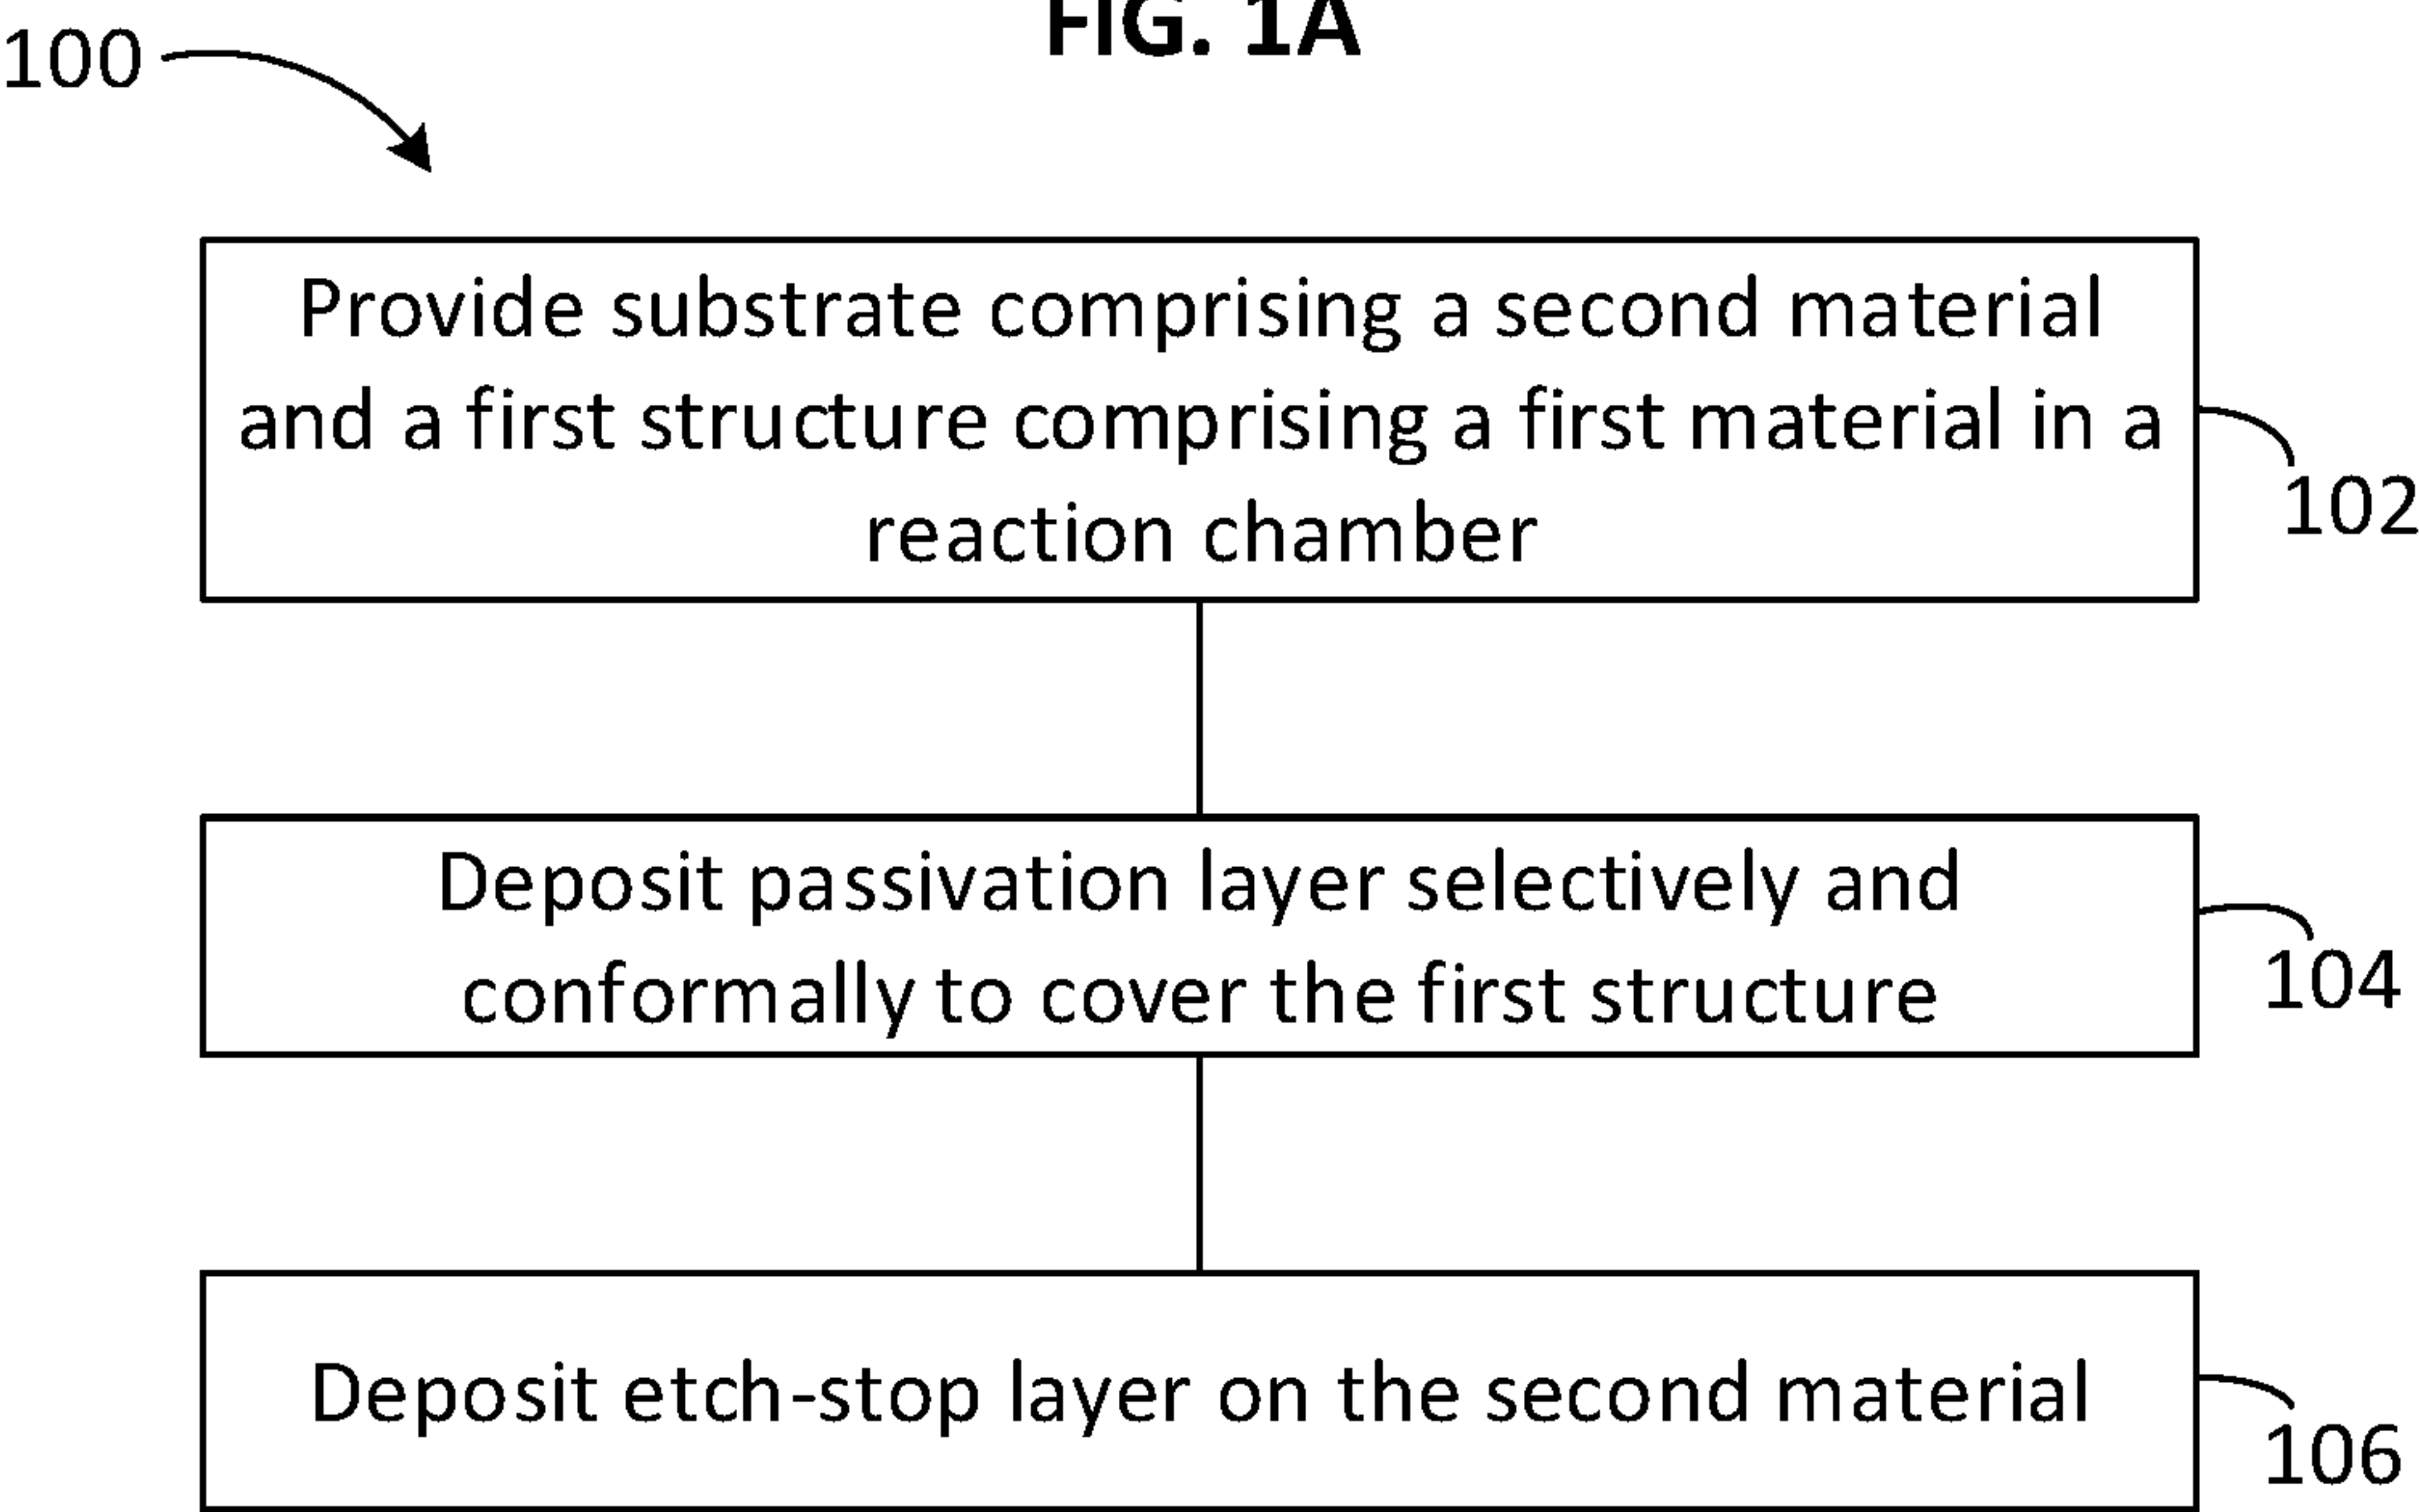 FIG. 1A
100
Provide substrate comprising a second material
and a first structure comprising a first material in a
reaction chamber
102
Deposit passivation layer selectively and
conformally to cover the first structure
104
Deposit etch-stop layer on the second material
106